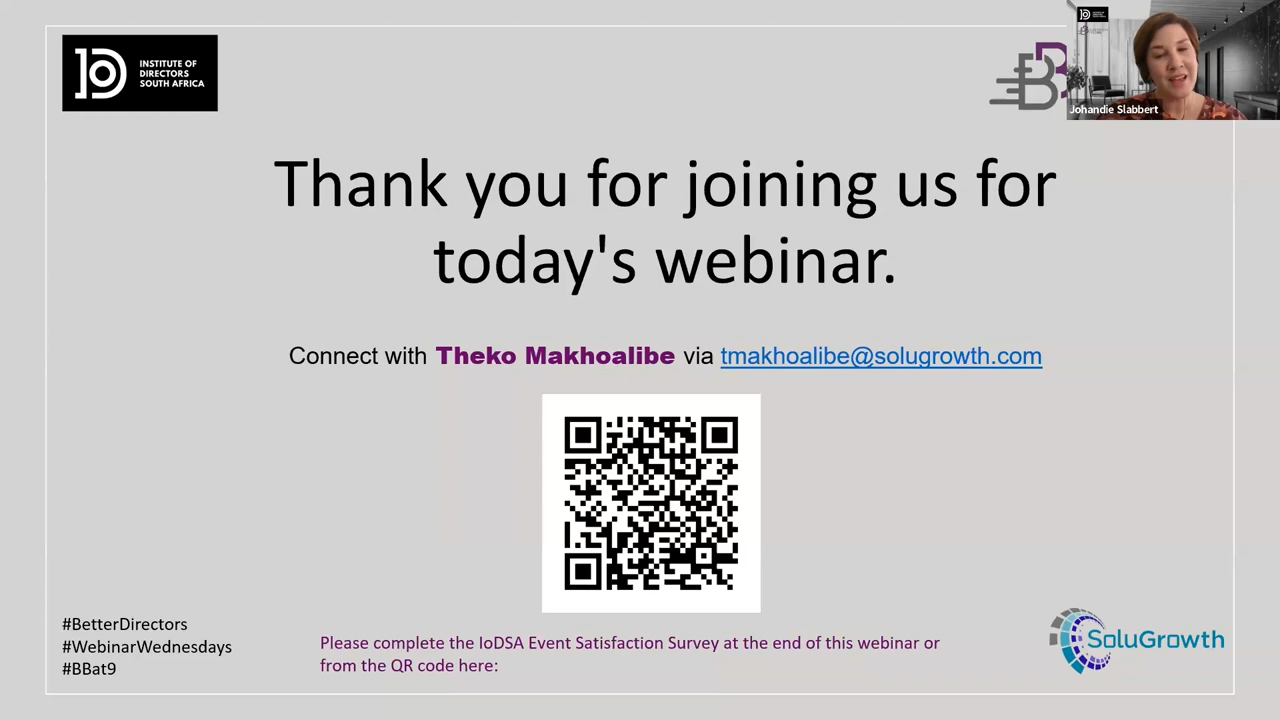 INSTITUTE OF
DIRECTORS
SOUTH AFRICA
Johandie Slabbert
Thank you for joining us for
today's webinar.
Connect with Theko Makhoalibe via tmakhoalibe@solugrowth.com
#BetterDirectors
#WebinarWednesdays
#BBat9
Please complete the IoDSA Event Satisfaction Survey at the end of this webinar or
from the QR code here:
SoluGrowth